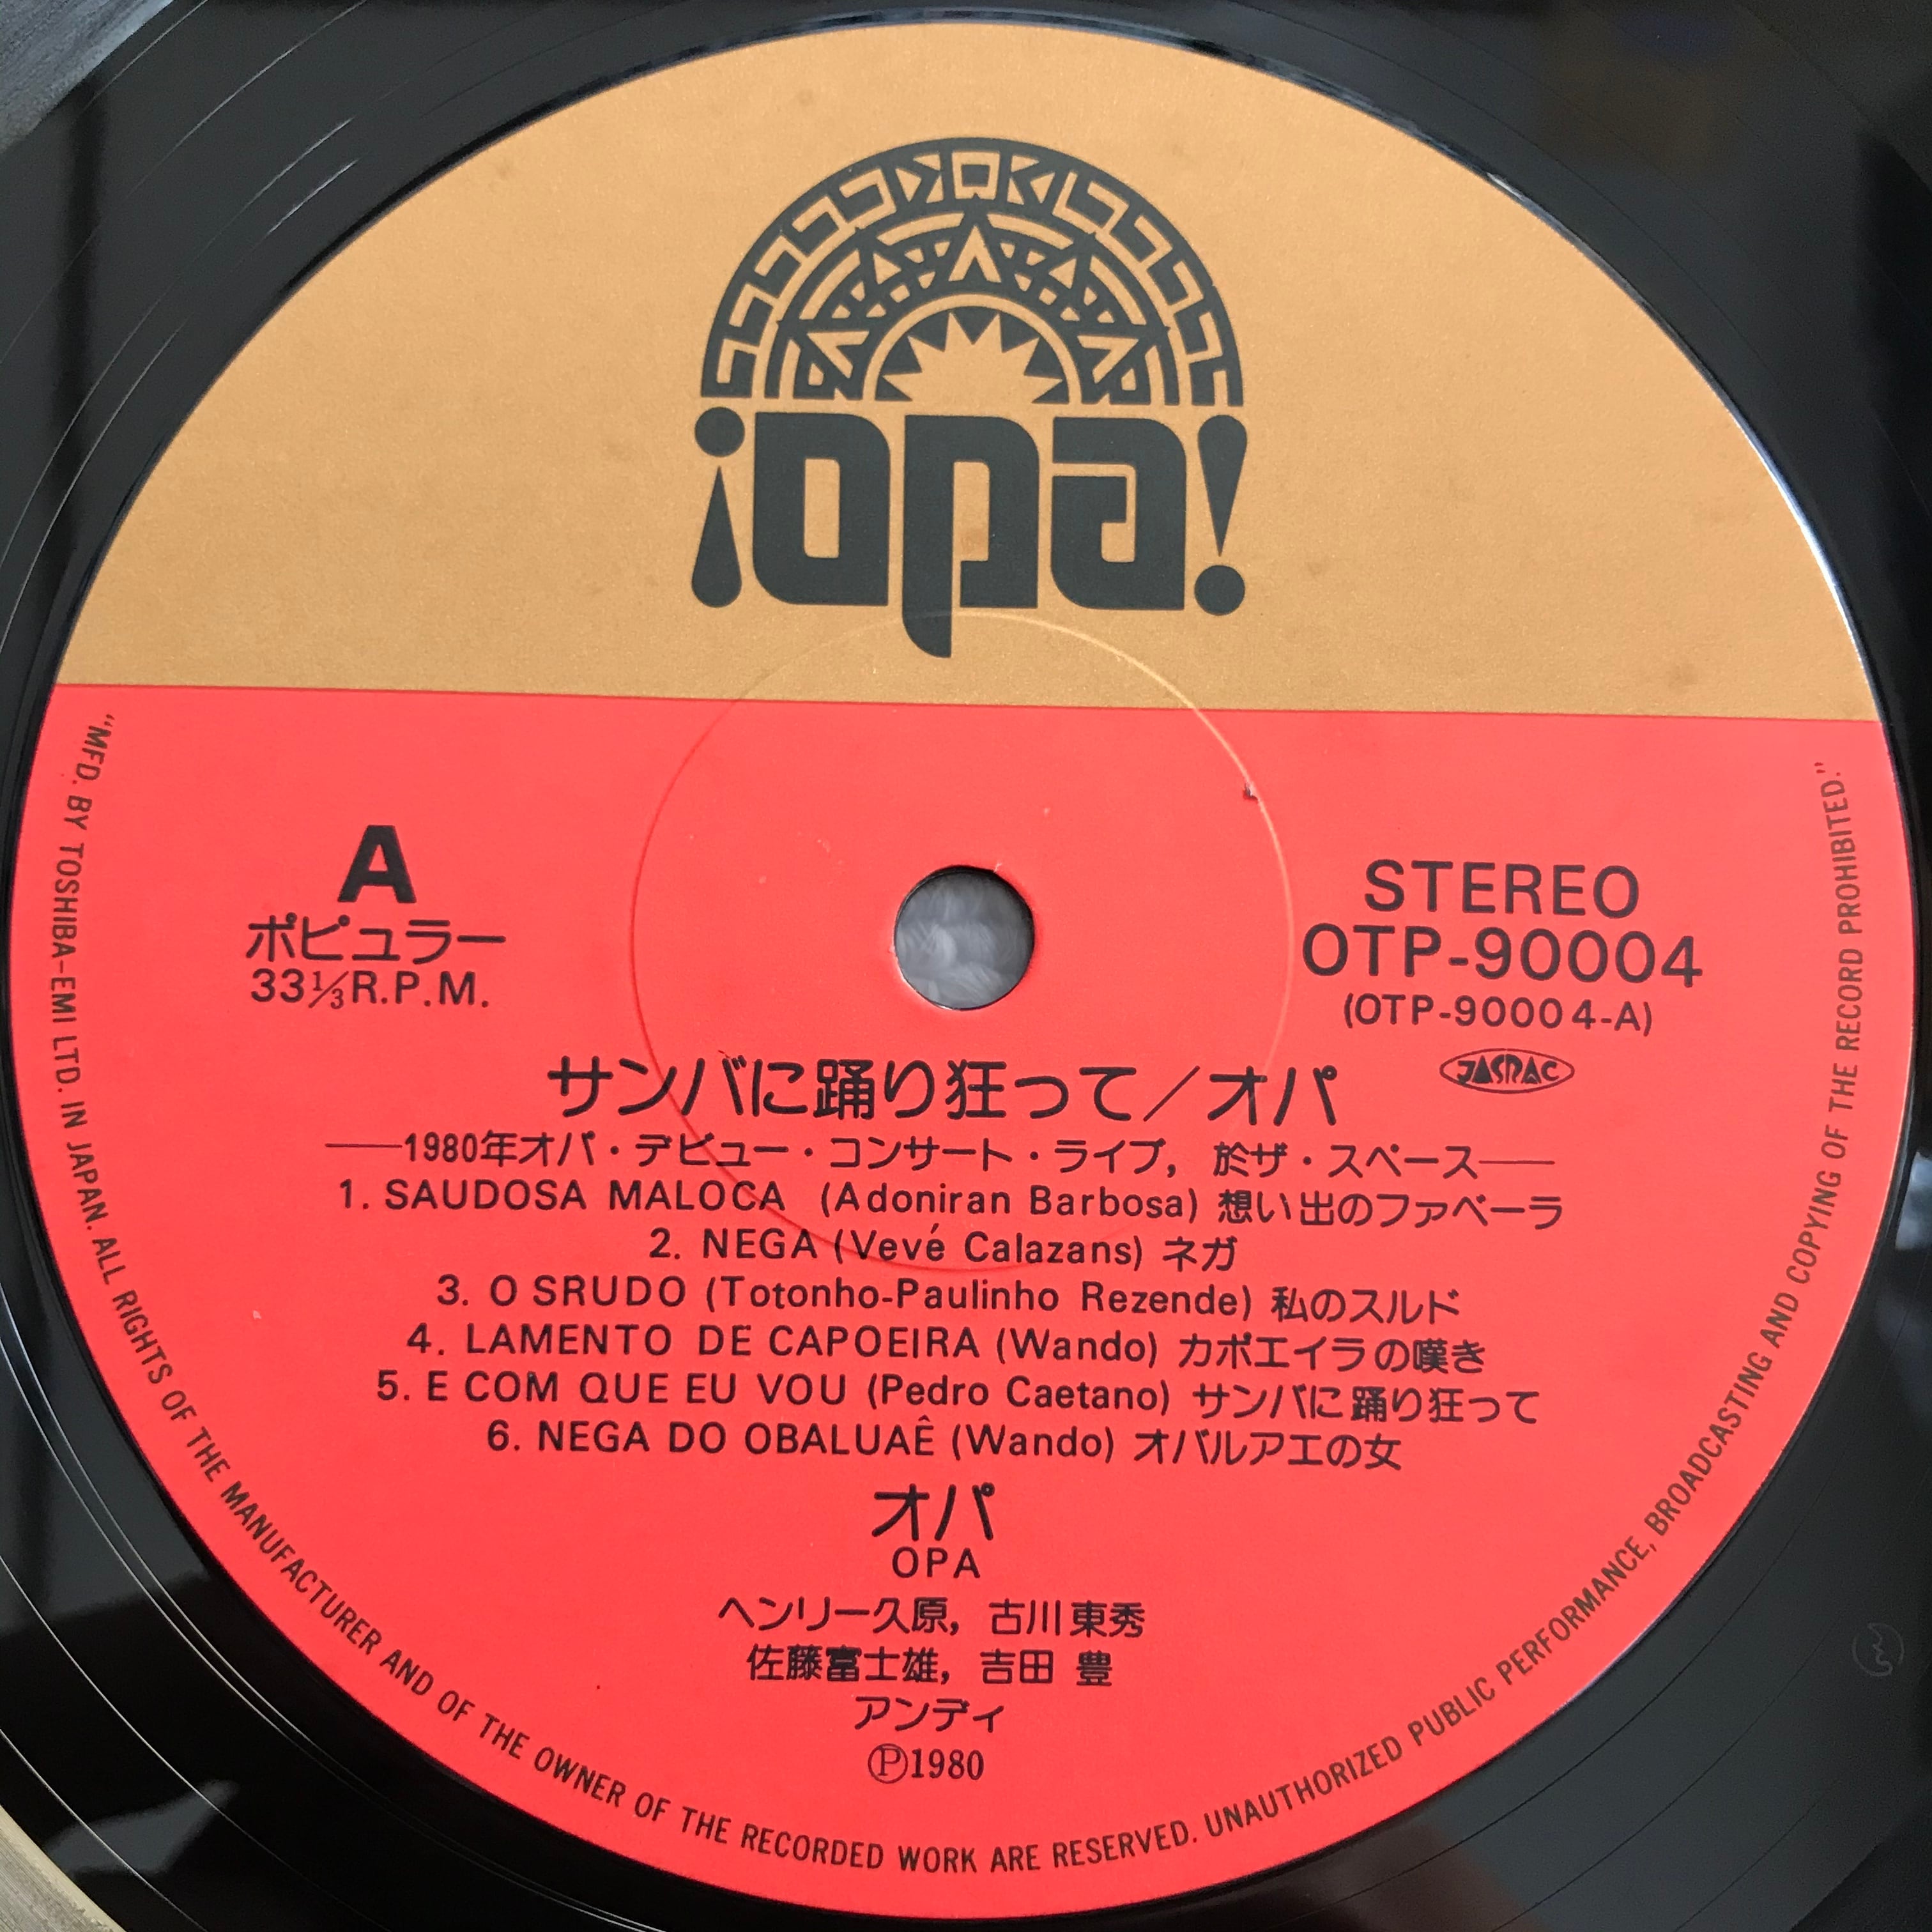 ¡opa!
A
ポピュラー
33⅓R.P.M.
STEREO
OTP-90004
(OTP-90004-A)
JASRAC
サンバに踊り狂って／オパ
——1980年オパ・デビュー・コンサート・ライブ, 於ザ・スペース——
1. SAUDOSA MALOCA (Adoniran Barbosa) 想い出のファベーラ
2. NEGA (Vevé Calazans) ネガ
3. O SRUDO (Totonho-Paulinho Rezende) 私のスルド
4. LAMENTO DE CAPOEIRA (Wando) カポエイラの嘆き
5. E COM QUE EU VOU (Pedro Caetano) サンバに踊り狂って
6. NEGA DO OBALUAÊ (Wando) オバルアエの女
オパ
OPA
ヘンリー久原, 古川東秀
佐藤富士雄, 吉田 豊
アンディ
Ⓟ1980
"MFD. BY TOSHIBA-EMI LTD. IN JAPAN. ALL RIGHTS OF THE MANUFACTURER AND OF THE OWNER OF THE RECORDED WORK ARE RESERVED. UNAUTHORIZED PUBLIC PERFORMANCE, BROADCASTING AND COPYING OF THE RECORD PROHIBITED."